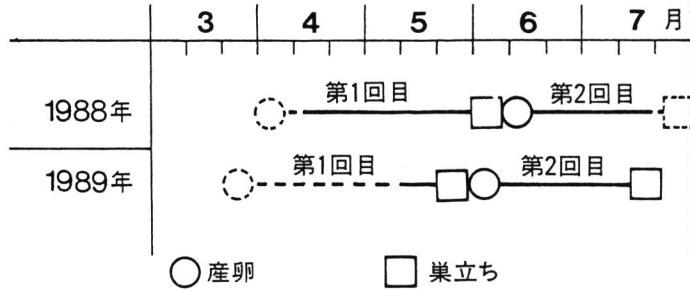 3 4 5 6 7 月
第1回目 第2回目
1988年
第1回目 第2回目
1989年
産卵 巣立ち